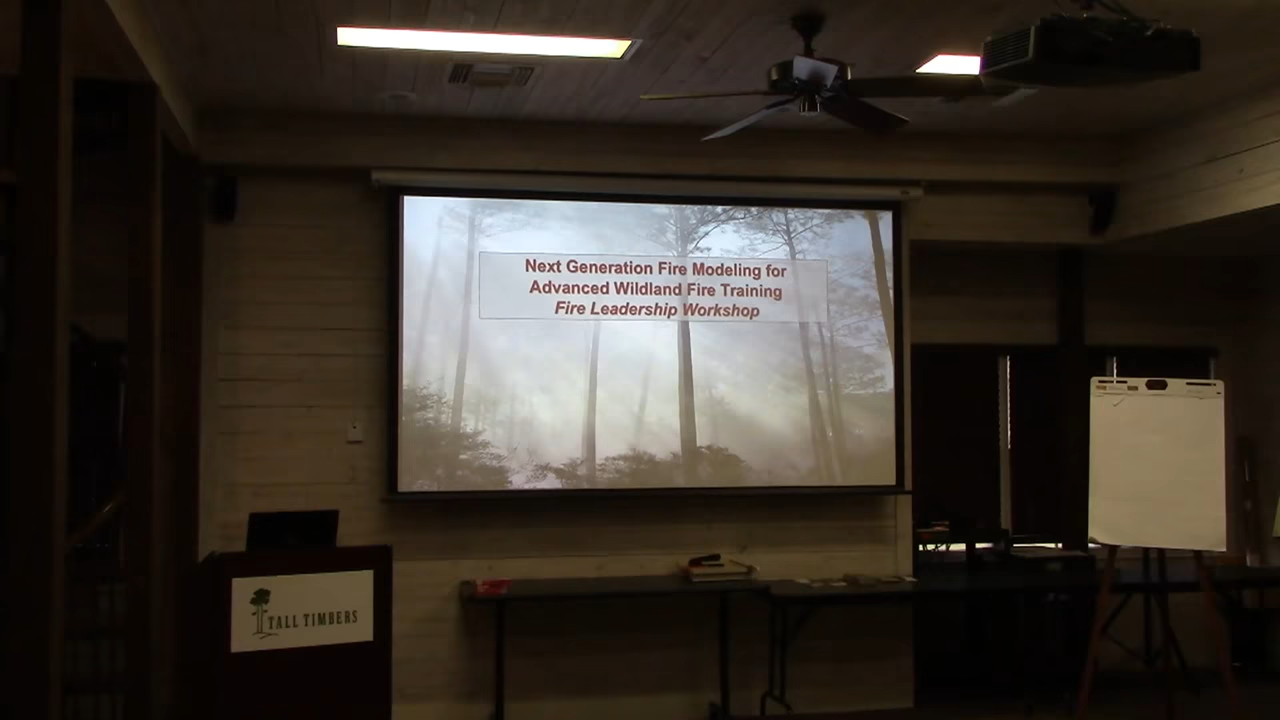 Next Generation Fire Modeling for
Advanced Wildland Fire Training
Fire Leadership Workshop
TALL TIMBERS